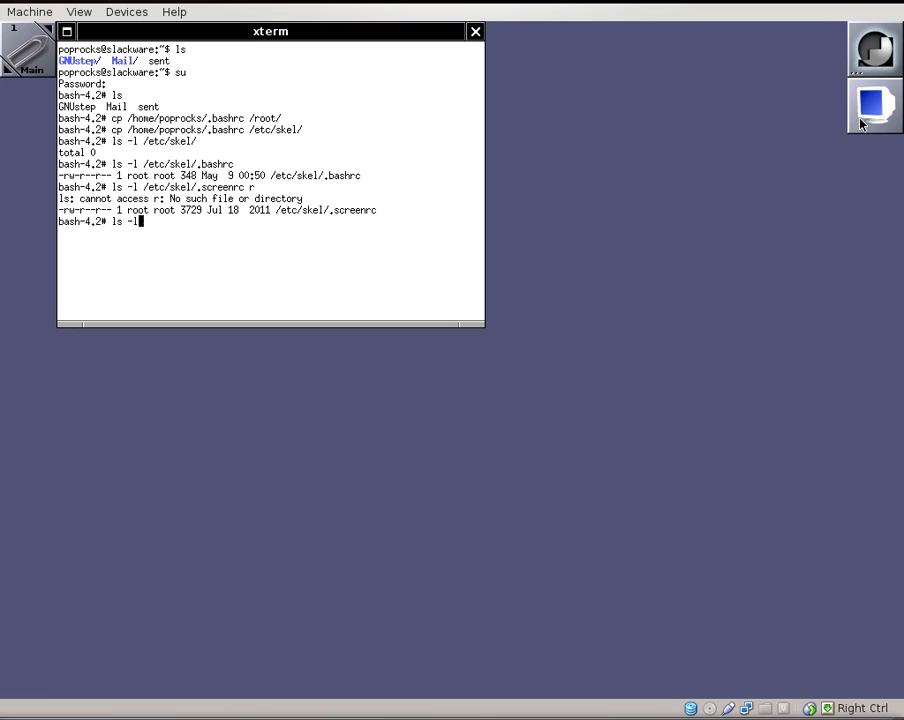 Machine View Devices Help
1
Main
xterm
poprocks@slackware:~$ ls
GNUstep/  Mail/  sent
poprocks@slackware:~$ su
Password:
bash-4.2# ls
GNUstep  Mail  sent
bash-4.2# cp /home/poprocks/.bashrc /root/
bash-4.2# cp /home/poprocks/.bashrc /etc/skel/
bash-4.2# ls -l /etc/skel/
total 0
bash-4.2# ls -l /etc/skel/.bashrc
-rw-r--r-- 1 root root 348 May  9 00:50 /etc/skel/.bashrc
bash-4.2# ls -l /etc/skel/.screenrc r
ls: cannot access r: No such file or directory
-rw-r--r-- 1 root root 3729 Jul 18  2011 /etc/skel/.screenrc
bash-4.2# ls -l
Right Ctrl